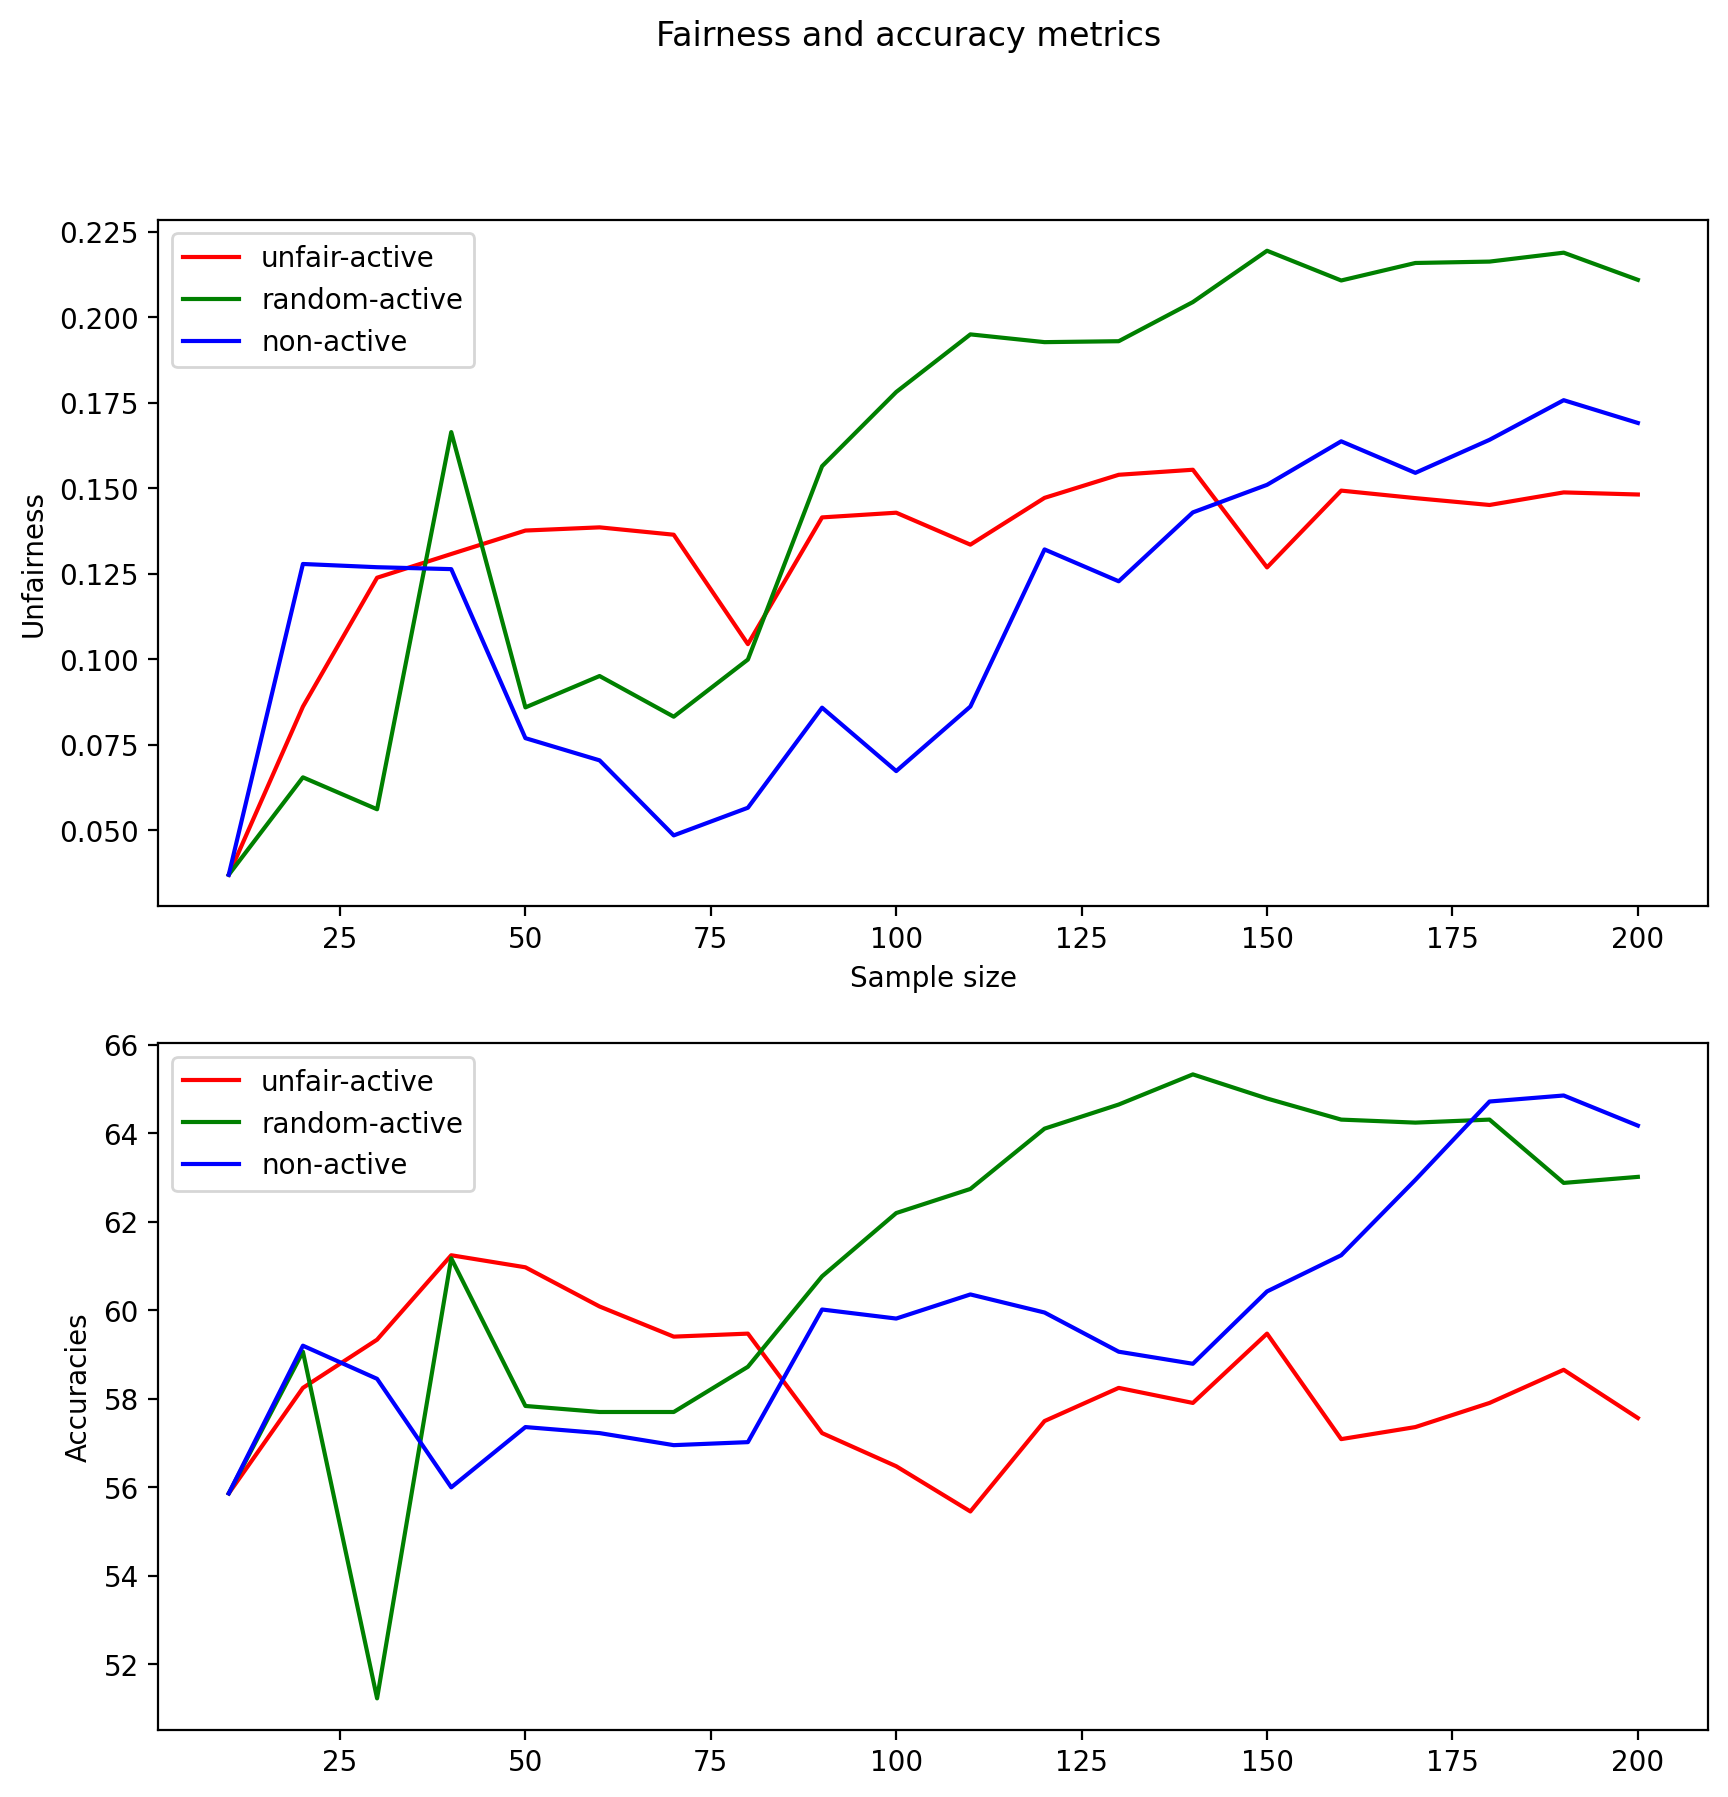 Fairness and accuracy metrics
0.225
0.200
0.175
0.150
0.125
0.100
0.075
0.050
Unfairness
unfair-active
random-active
non-active
25 50 75 100 125 150 175 200
Sample size
66
64
62
60
58
56
54
52
Accuracies
unfair-active
random-active
non-active
25 50 75 100 125 150 175 200